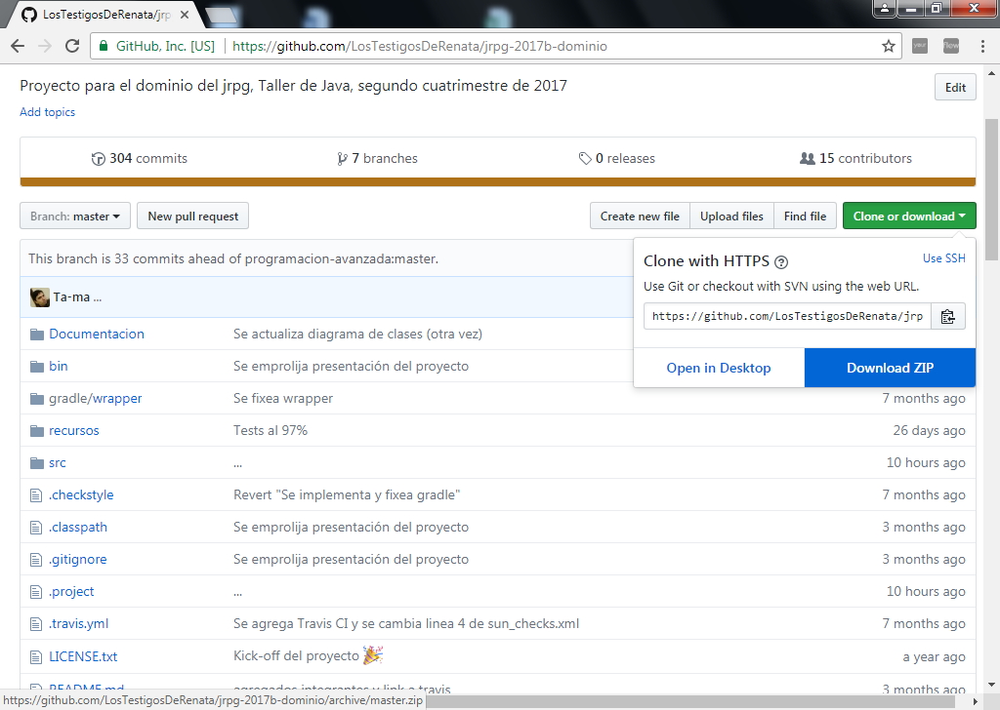 LosTestigosDeRenata/jrpg
GitHub, Inc. [US] https://github.com/LosTestigosDeRenata/jrpg-2017b-dominio
Proyecto para el dominio del jrpg, Taller de Java, segundo cuatrimestre de 2017
Edit
Add topics
304 commits 7 branches 0 releases 15 contributors
Branch: master New pull request Create new file Upload files Find file Clone or download
This branch is 33 commits ahead of programacion-avanzada:master.
Clone with HTTPS ? Use SSH
Use Git or checkout with SVN using the web URL.
https://github.com/LosTestigosDeRenata/jrp
Open in Desktop Download ZIP
Ta-ma ...
Documentacion Se actualiza diagrama de clases (otra vez)
bin Se emprolija presentación del proyecto
gradle/wrapper Se fixea wrapper 7 months ago
recursos Tests al 97% 26 days ago
src ... 10 hours ago
.checkstyle Revert "Se implementa y fixea gradle" 7 months ago
.classpath Se emprolija presentación del proyecto 3 months ago
.gitignore Se emprolija presentación del proyecto 3 months ago
.project ... 10 hours ago
.travis.yml Se agrega Travis CI y se cambia linea 4 de sun_checks.xml 7 months ago
LICENSE.txt Kick-off del proyecto 🎉 a year ago
README.md agregados integrantes y link a travis 3 months ago
https://github.com/LosTestigosDeRenata/jrpg-2017b-dominio/archive/master.zip